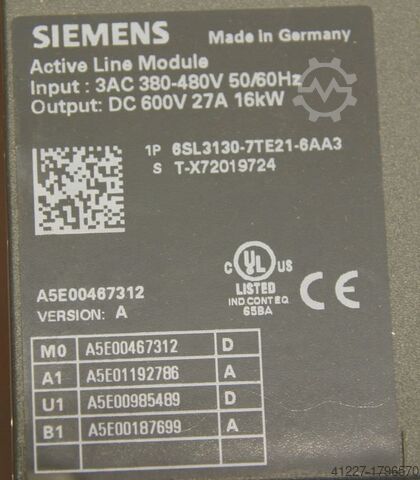 SIEMENS Made in Germany
Active Line Module
Input : 3AC 380-480V 50/60Hz
Output: DC 600V 27A 16kW
1P 6SL3130-7TE21-6AA3
S T-X72019724
C UL US
LISTED
IND CONT EQ
65BA
CE
A5E00467312
VERSION: A
M0 A5E00467312 D
A1 A5E01192786 A
U1 A5E00985489 D
B1 A5E00187699 A
41227-1796570